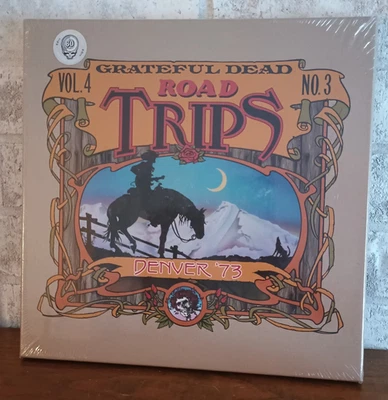 GRATEFUL DEAD
VOL. 4
ROAD
NO. 3
TRIPS
DENVER '73